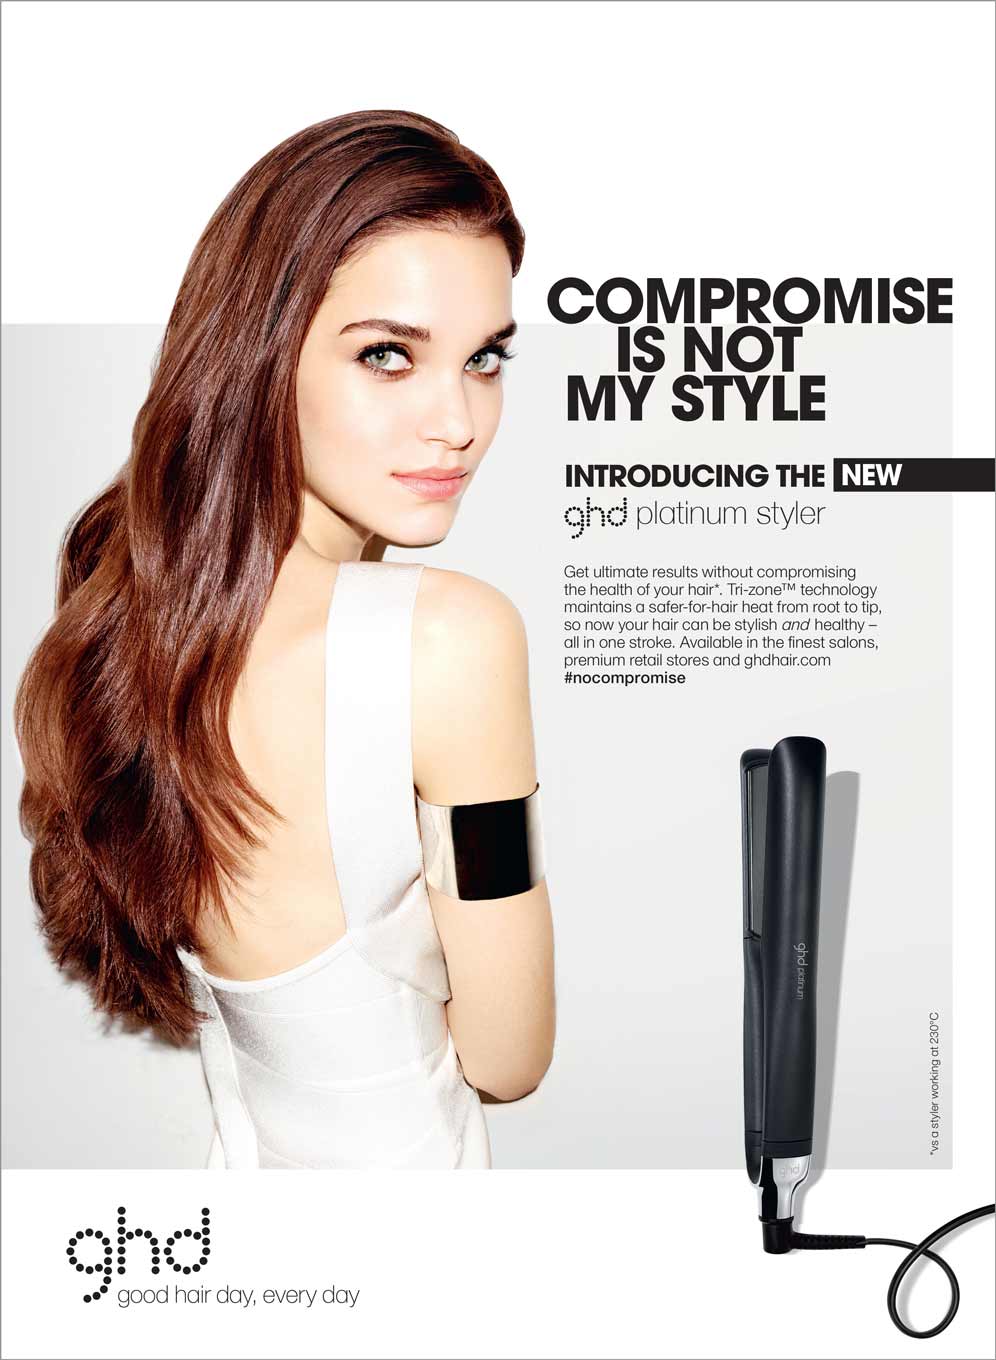 COMPROMISE
IS NOT
MY STYLE
INTRODUCING THE NEW
ghd platinum styler
Get ultimate results without compromising
the health of your hair*. Tri-zone™ technology
maintains a safer-for-hair heat from root to tip,
so now your hair can be stylish and healthy –
all in one stroke. Available in the finest salons,
premium retail stores and ghdhair.com
#nocompromise
ghd platinum
ghd
*vs a styler working at 230°C
ghd
good hair day, every day